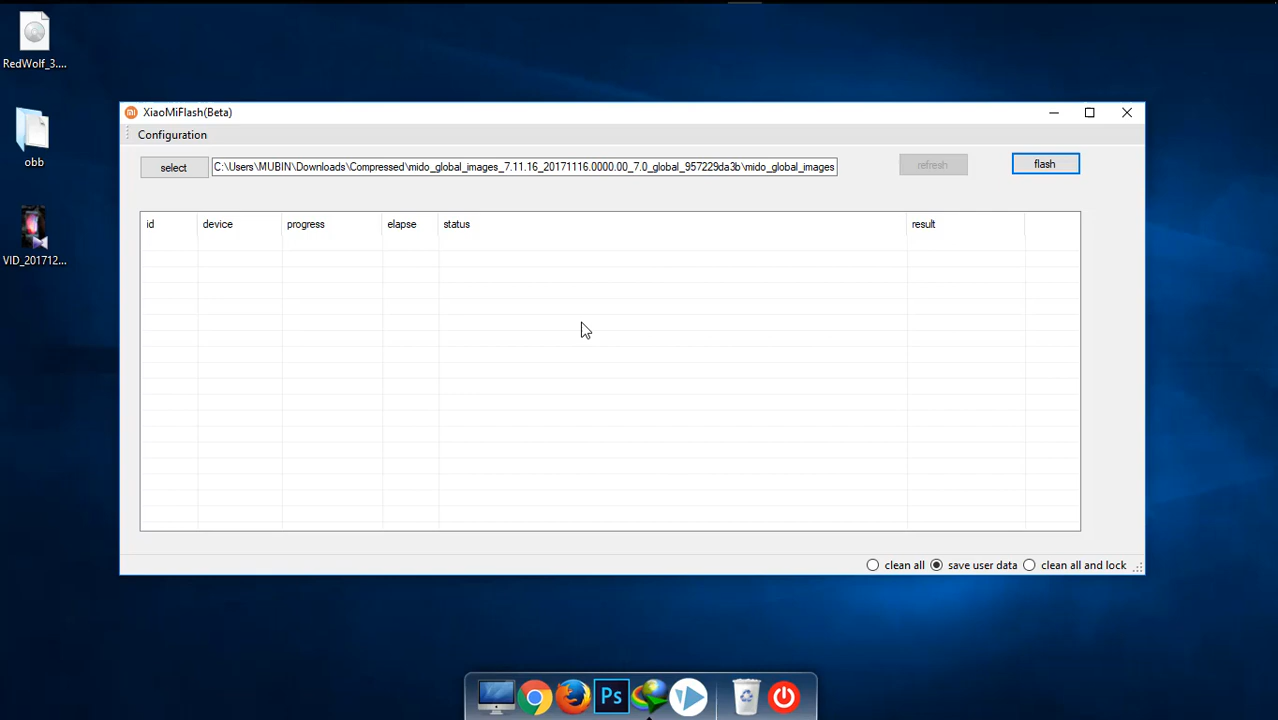 RedWolf_3....
obb
VID_201712...
XiaoMiFlash(Beta)
Configuration
select
C:\Users\MUBIN\Downloads\Compressed\mido_global_images_7.11.16_20171116.0000.00_7.0_global_957229da3b\mido_global_images
refresh
flash
id device progress elapse status result
clean all save user data clean all and lock
Ps